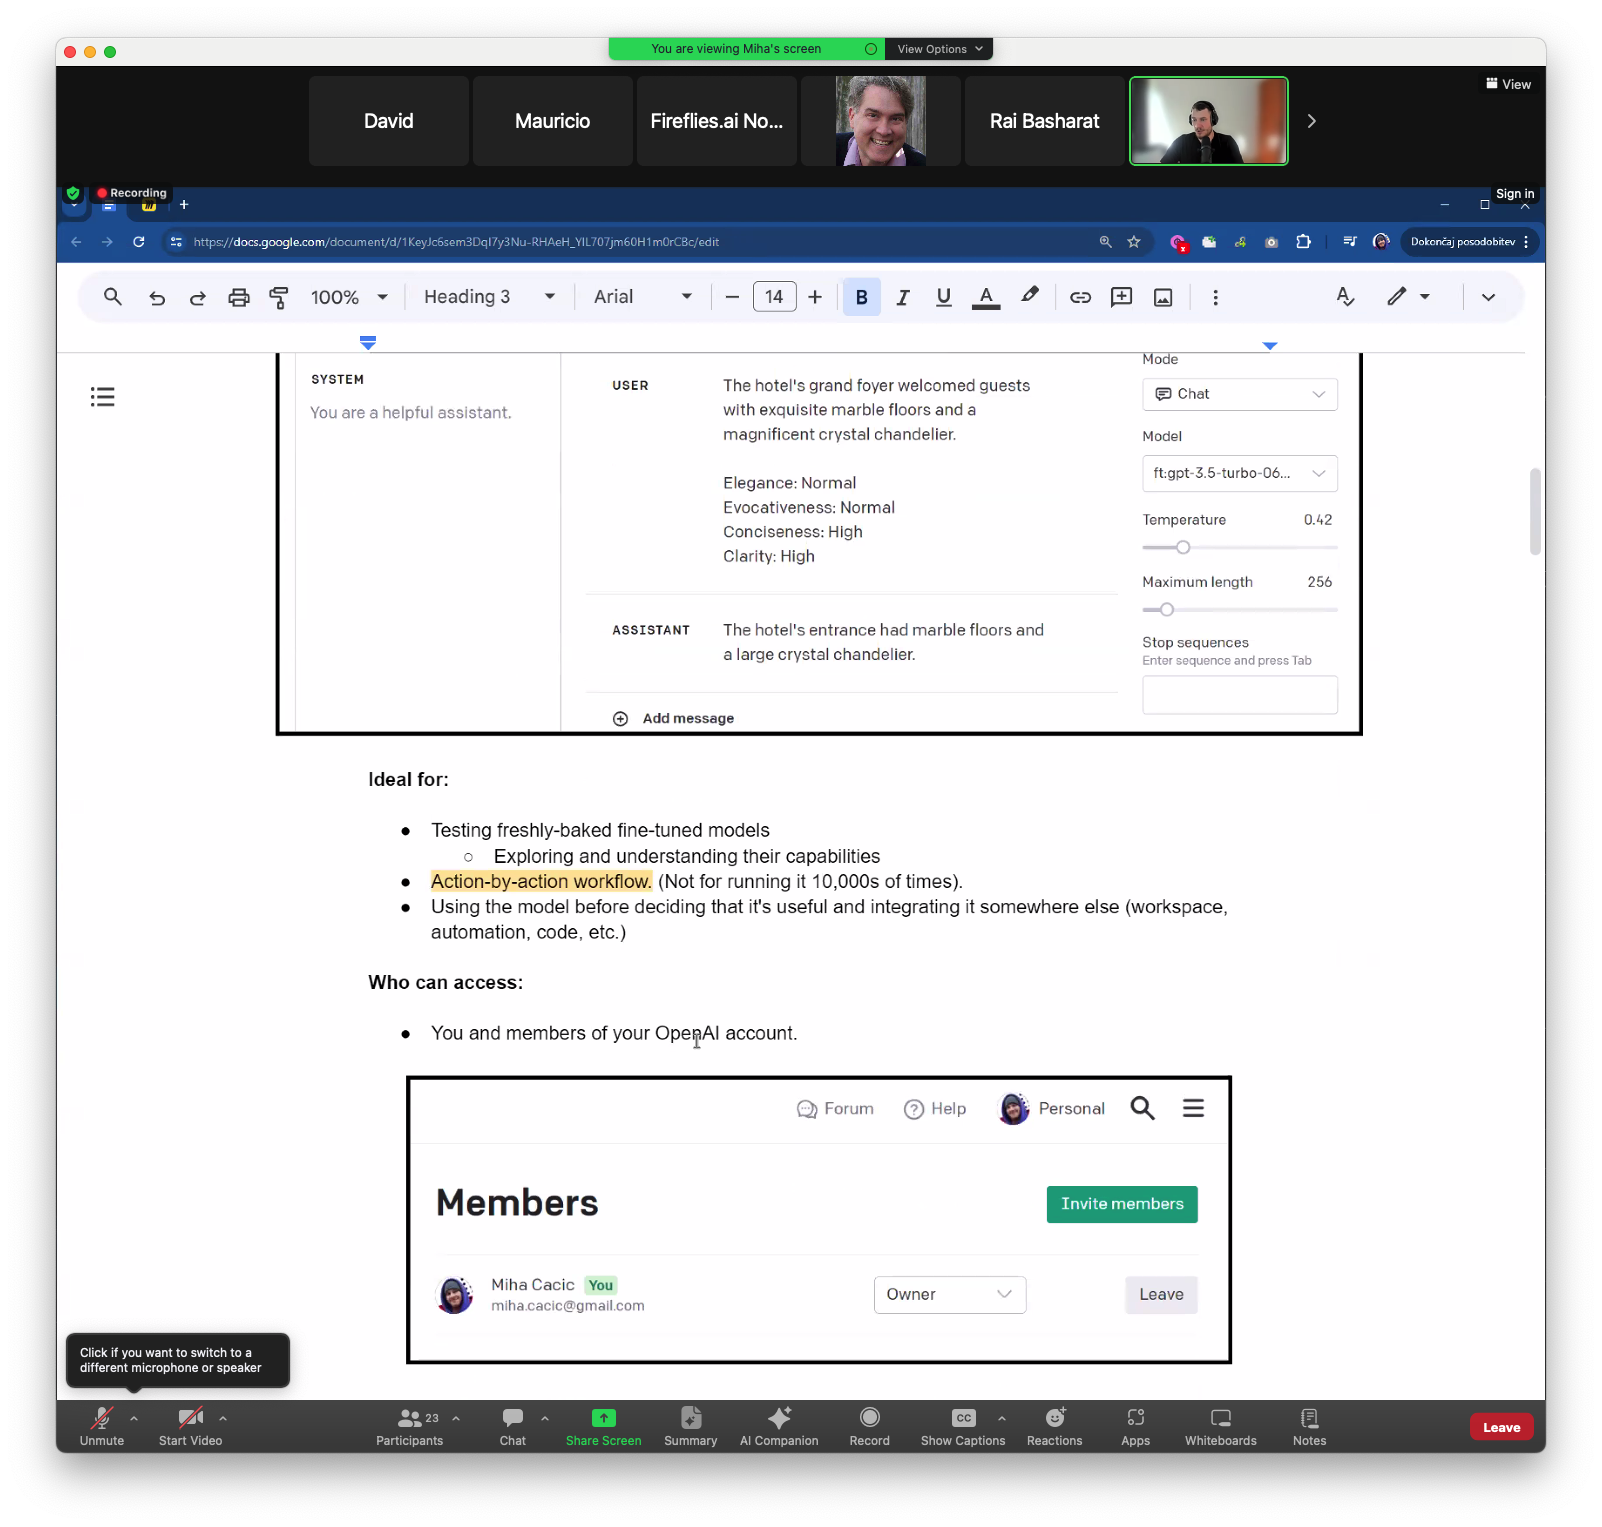 You are viewing Miha's screen
View Options
View
David
Mauricio
Fireflies.ai No...
Rai Basharat
Recording
Sign in
https://docs.google.com/document/d/1KeyJc6sem3DqI7y3Nu-RHAeH_YIL707jm60H1m0rCBc/edit
Dokončaj posodobitev
100%
Heading 3
Arial
14
B
I
U
A
SYSTEM
You are a helpful assistant.
USER
The hotel's grand foyer welcomed guests
with exquisite marble floors and a
magnificent crystal chandelier.
Elegance: Normal
Evocativeness: Normal
Conciseness: High
Clarity: High
ASSISTANT
The hotel's entrance had marble floors and
a large crystal chandelier.
Add message
Mode
Chat
Model
ft:gpt-3.5-turbo-06...
Temperature 0.42
Maximum length 256
Stop sequences
Enter sequence and press Tab
Ideal for:
● Testing freshly-baked fine-tuned models
○ Exploring and understanding their capabilities
● Action-by-action workflow. (Not for running it 10,000s of times).
● Using the model before deciding that it's useful and integrating it somewhere else (workspace,
automation, code, etc.)
Who can access:
● You and members of your OpenAI account.
Forum
Help
Personal
Members
Invite members
Miha Cacic You
miha.cacic@gmail.com
Owner
Leave
Click if you want to switch to a
different microphone or speaker
Unmute
Start Video
23
Participants
Chat
Share Screen
Summary
AI Companion
Record
CC
Show Captions
Reactions
Apps
Whiteboards
Notes
Leave